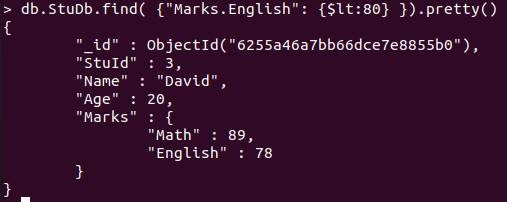 > db.StuDb.find( {"Marks.English": {$lt:80} }).pretty()
{
        "_id" : ObjectId("6255a46a7bb66dce7e8855b0"),
        "StuId" : 3,
        "Name" : "David",
        "Age" : 20,
        "Marks" : {
                "Math" : 89,
                "English" : 78
        }
}